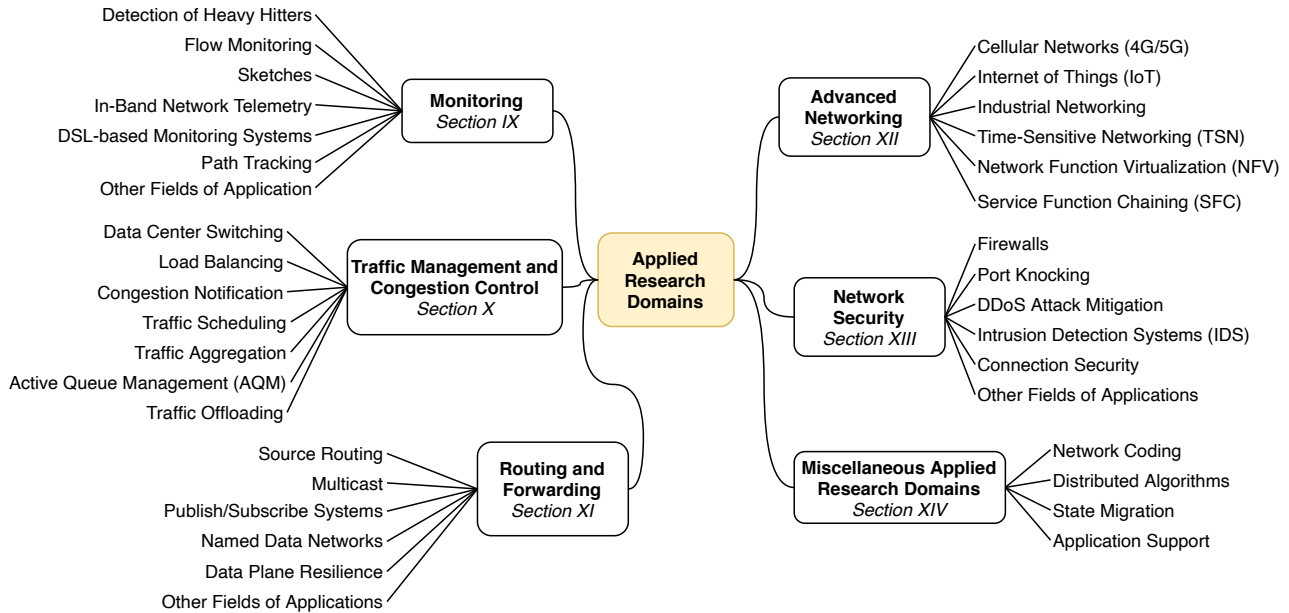 Detection of Heavy Hitters
Flow Monitoring
Sketches
In-Band Network Telemetry
DSL-based Monitoring Systems
Path Tracking
Other Fields of Application
Monitoring
Section IX
Data Center Switching
Load Balancing
Congestion Notification
Traffic Scheduling
Traffic Aggregation
Active Queue Management (AQM)
Traffic Offloading
Traffic Management and
Congestion Control
Section X
Source Routing
Multicast
Publish/Subscribe Systems
Named Data Networks
Data Plane Resilience
Other Fields of Applications
Routing and
Forwarding
Section XI
Applied
Research
Domains
Advanced
Networking
Section XII
Cellular Networks (4G/5G)
Internet of Things (IoT)
Industrial Networking
Time-Sensitive Networking (TSN)
Network Function Virtualization (NFV)
Service Function Chaining (SFC)
Network
Security
Section XIII
Firewalls
Port Knocking
DDoS Attack Mitigation
Intrusion Detection Systems (IDS)
Connection Security
Other Fields of Applications
Miscellaneous Applied
Research Domains
Section XIV
Network Coding
Distributed Algorithms
State Migration
Application Support